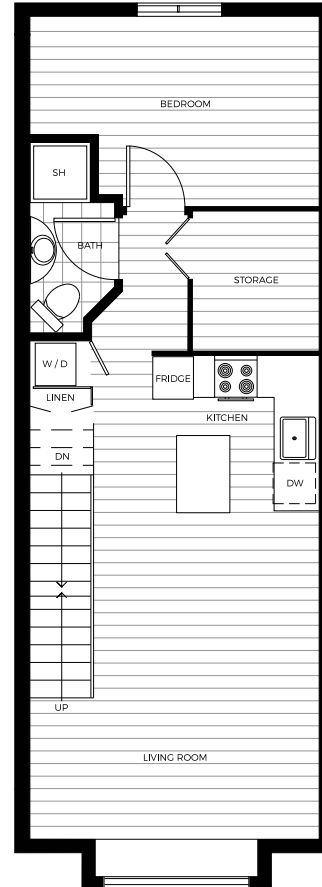 BEDROOM
SH
BATH
STORAGE
W / D
FRIDGE
LINEN
KITCHEN
DN
DW
UP
LIVING ROOM